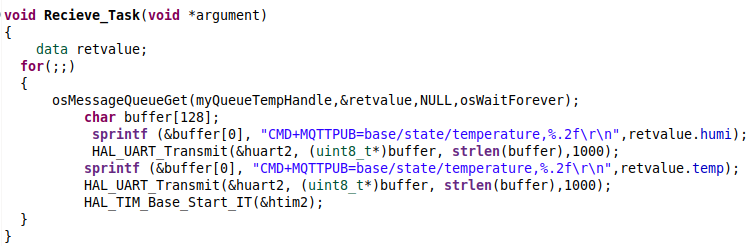 void Recieve_Task(void *argument)
{
    data retvalue;
  for(;;)
  {
      osMessageQueueGet(myQueueTempHandle,&retvalue,NULL,osWaitForever);
          char buffer[128];
           sprintf (&buffer[0], "CMD+MQTTPUB=base/state/temperature,%.2f\r\n",retvalue.humi);
           HAL_UART_Transmit(&huart2, (uint8_t*)buffer, strlen(buffer),1000);
          sprintf (&buffer[0], "CMD+MQTTPUB=base/state/temperature,%.2f\r\n",retvalue.temp);
          HAL_UART_Transmit(&huart2, (uint8_t*)buffer, strlen(buffer),1000);
          HAL_TIM_Base_Start_IT(&htim2);
  }
}